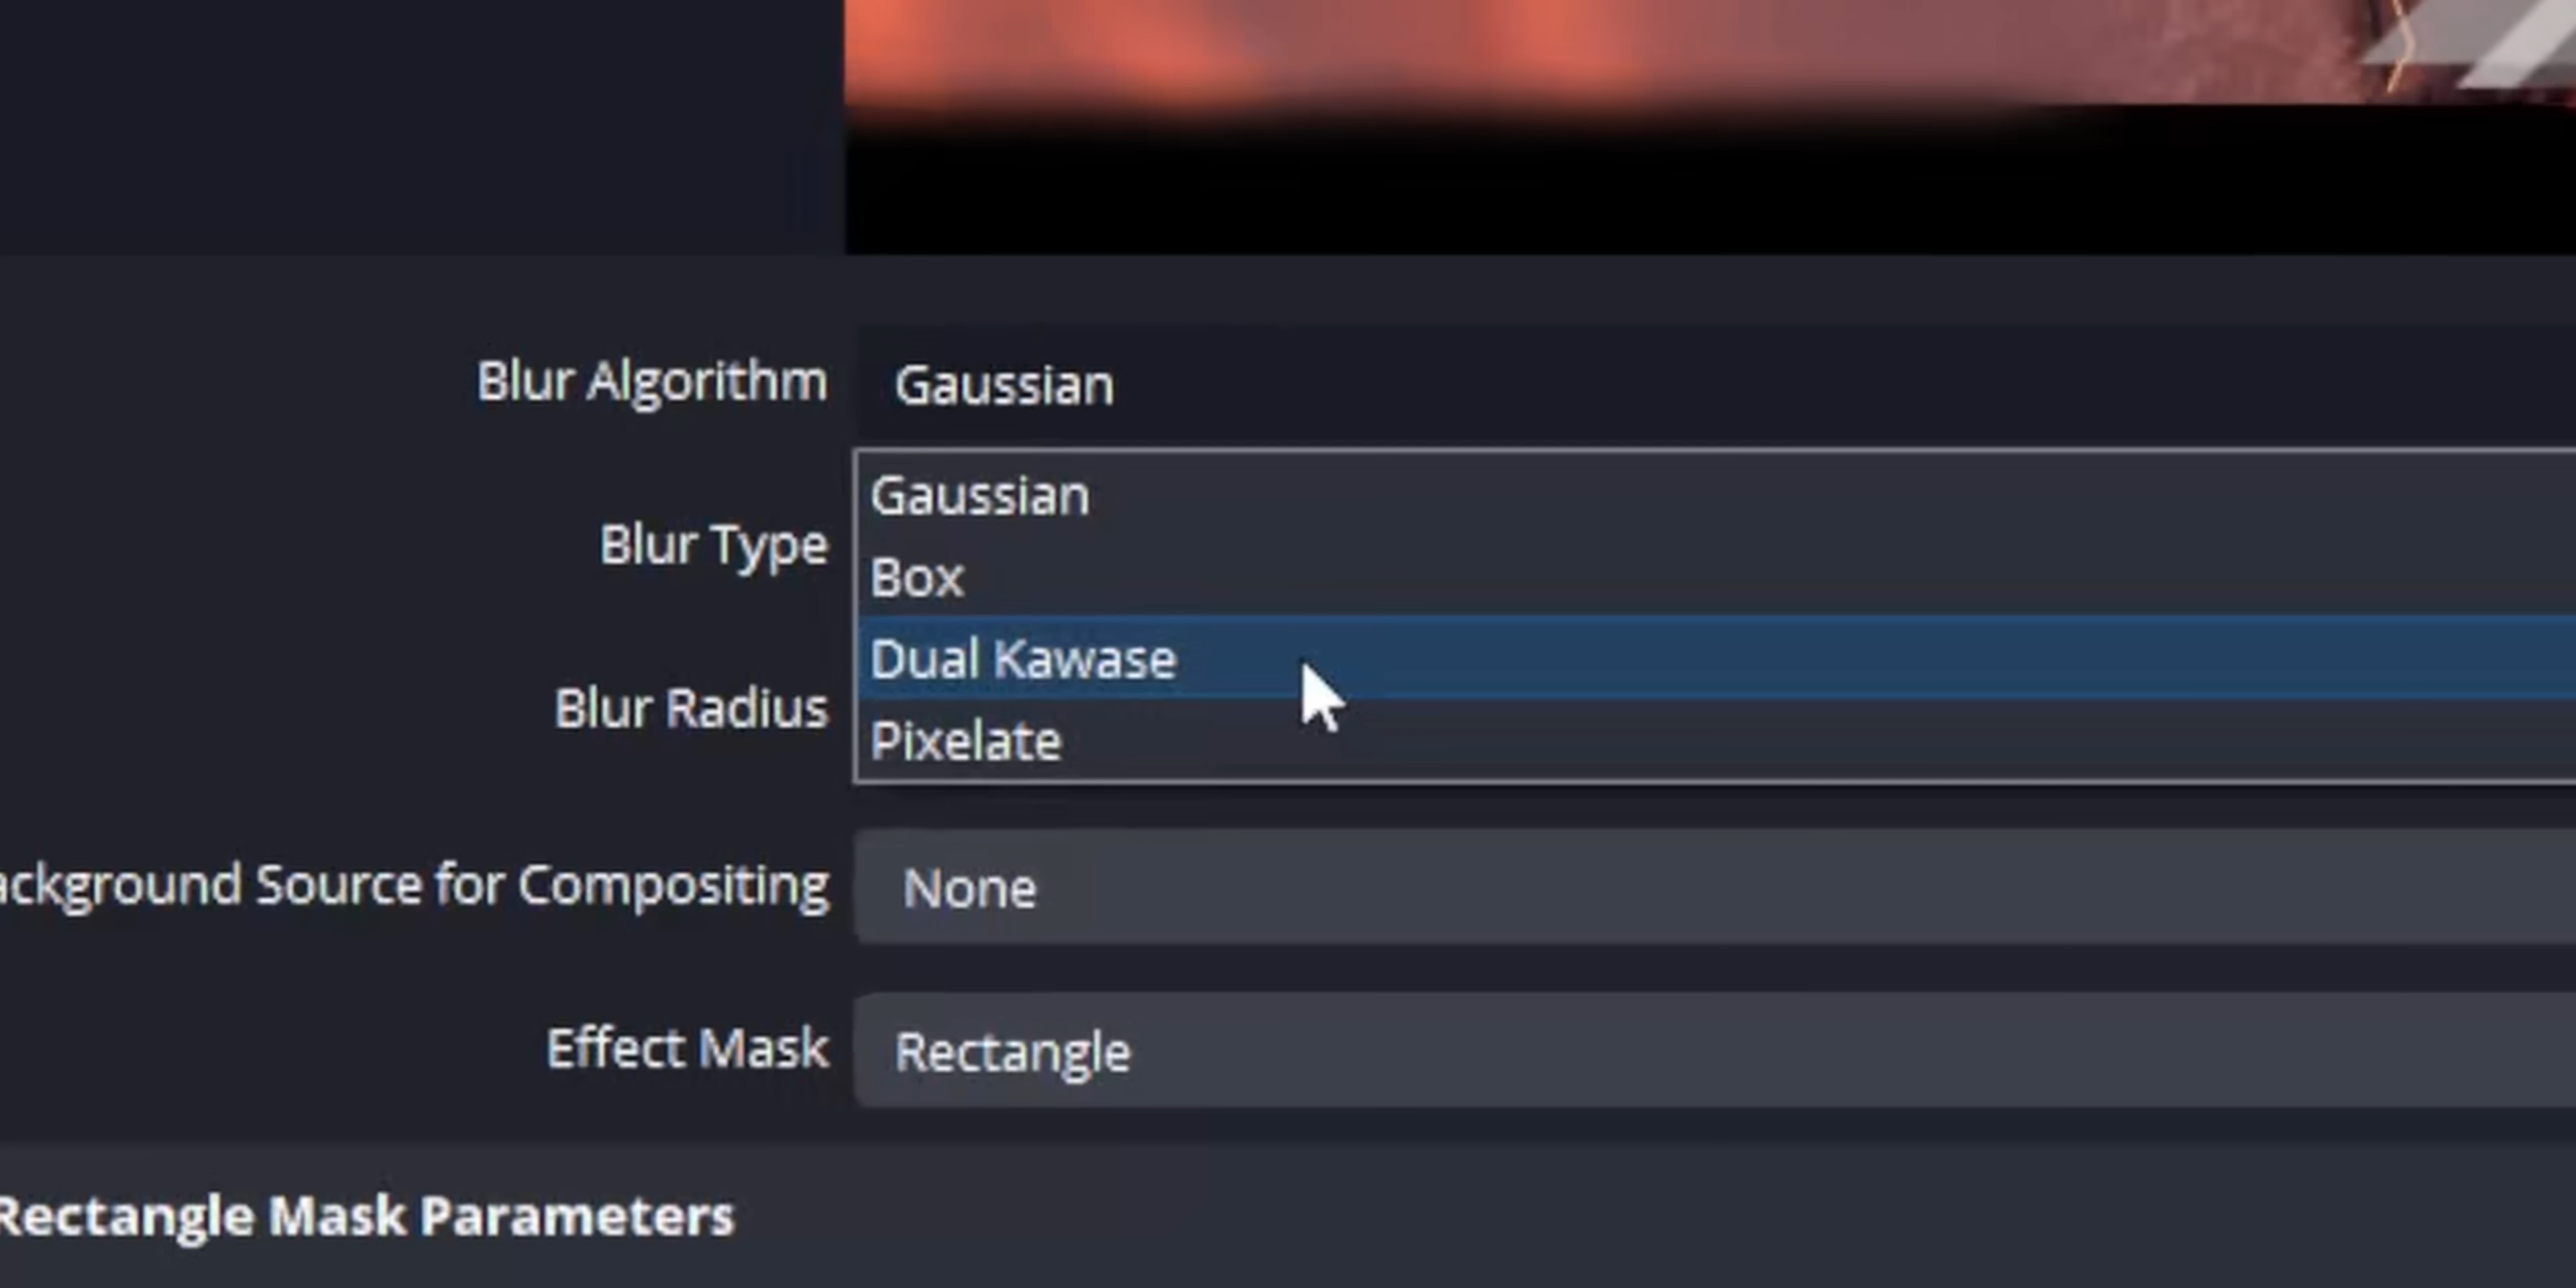 Blur Algorithm Gaussian
Gaussian
Blur Type
Box
Dual Kawase
Blur Radius
Pixelate
ackground Source for Compositing None
Effect Mask Rectangle
Rectangle Mask Parameters